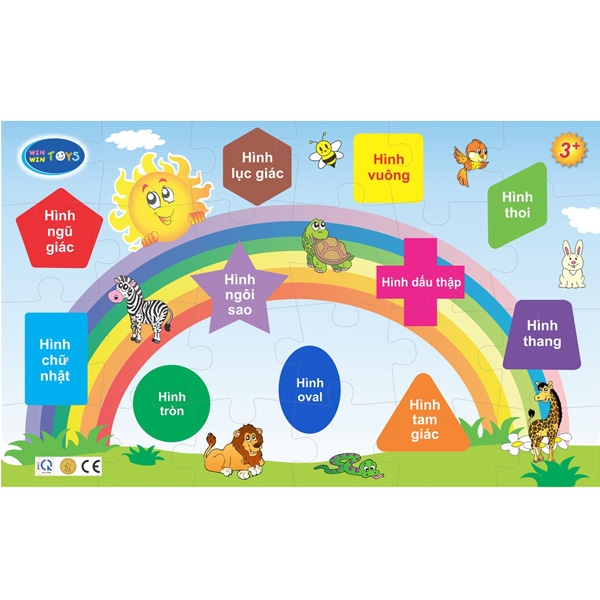 WIN
WIN TOYS
Hình
lục giác
Hình
vuông
3+
Hình
thoi
Hình
ngũ
giác
Hình
ngôi
sao
Hình dấu thập
Hình
thang
Hình
chữ
nhật
Hình
tròn
Hình
oval
Hình
tam
giác
CE